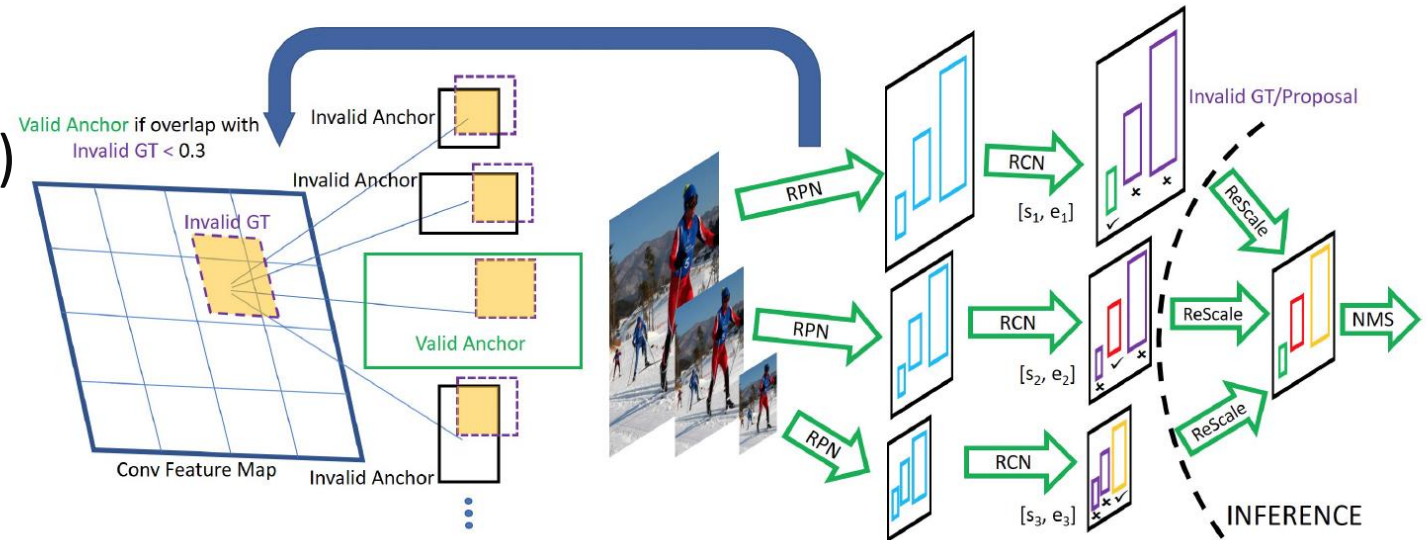 )
Valid Anchor if overlap with
Invalid GT < 0.3
Invalid GT
Conv Feature Map
Invalid Anchor
Invalid Anchor
Valid Anchor
Invalid Anchor
RPN
RPN
RPN
RCN
[s₁, e₁]
RCN
[s₂, e₂]
RCN
[s₃, e₃]
Invalid GT/Proposal
ReScale
ReScale
ReScale
NMS
INFERENCE